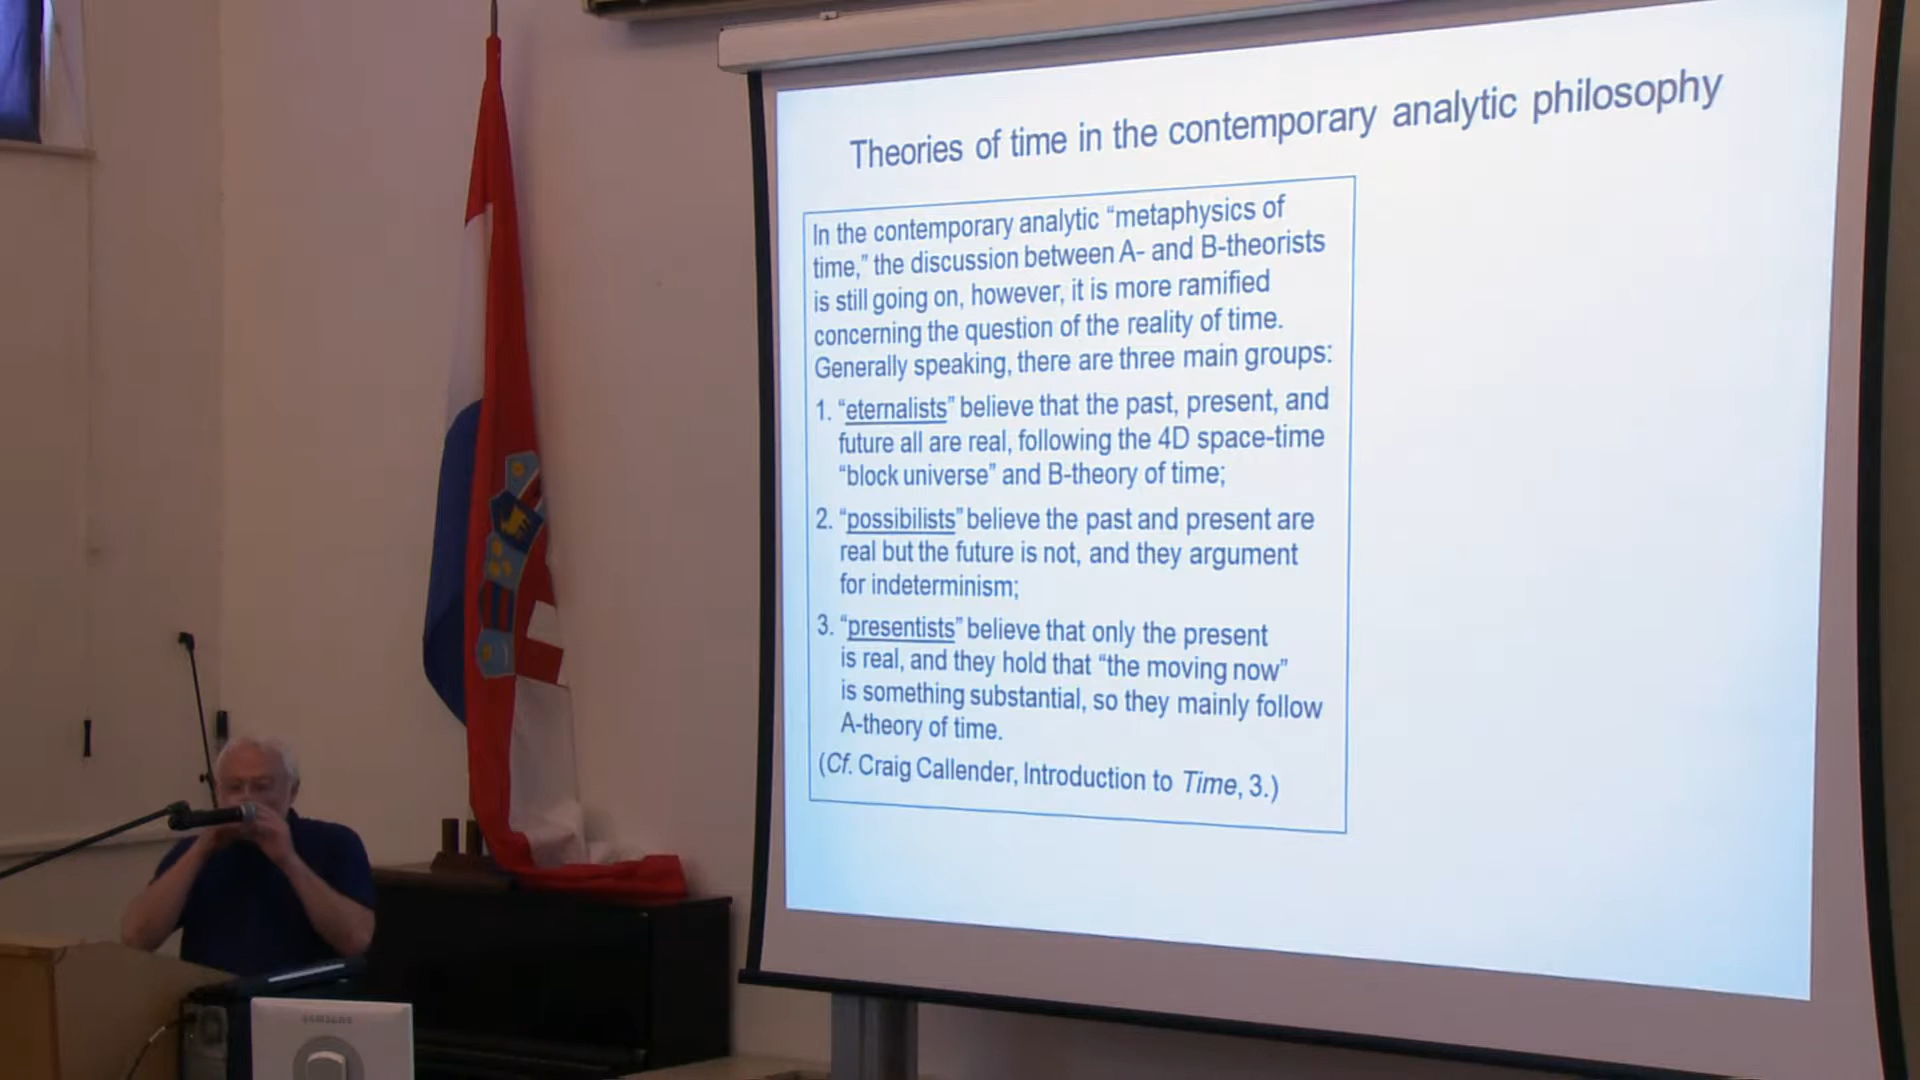 Theories of time in the contemporary analytic philosophy
In the contemporary analytic “metaphysics of
time,” the discussion between A- and B-theorists
is still going on, however, it is more ramified
concerning the question of the reality of time.
Generally speaking, there are three main groups:
1. “eternalists” believe that the past, present, and
future all are real, following the 4D space-time
“block universe” and B-theory of time;
2. “possibilists” believe the past and present are
real but the future is not, and they argument
for indeterminism;
3. “presentists” believe that only the present
is real, and they hold that “the moving now”
is something substantial, so they mainly follow
A-theory of time.
(Cf. Craig Callender, Introduction to Time, 3.)
SAMSUNG